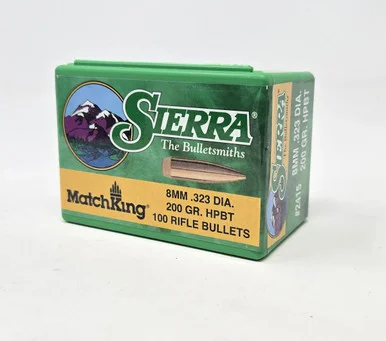 SIERRA®
The Bulletsmiths
MatchKing®
8MM .323 DIA.
200 GR. HPBT
100 RIFLE BULLETS
SIERRA
8MM .323 DIA.
200 GR. HPBT
#2415